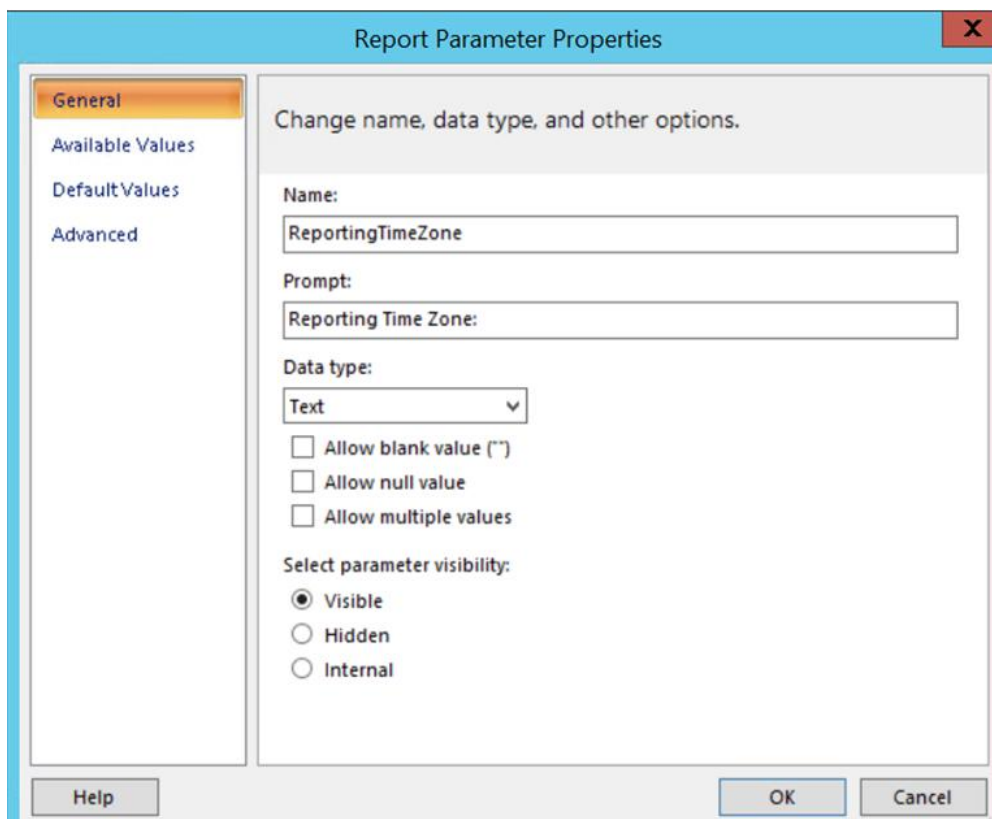 Report Parameter Properties
X
General
Available Values
Default Values
Advanced
Change name, data type, and other options.
Name:
ReportingTimeZone
Prompt:
Reporting Time Zone:
Data type:
Text
Allow blank value ("")
Allow null value
Allow multiple values
Select parameter visibility:
Visible
Hidden
Internal
Help
OK
Cancel